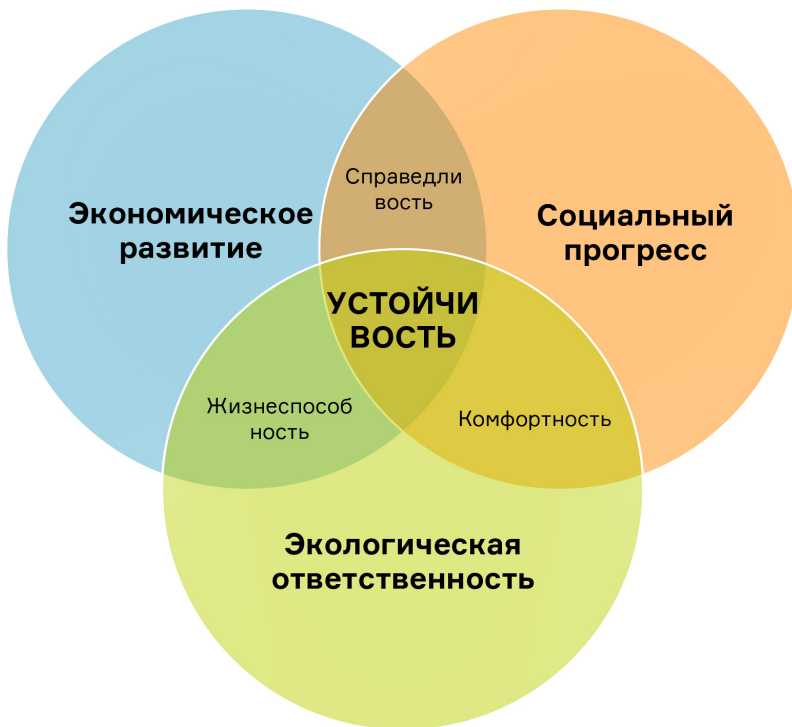 Справедли
вость
Экономическое
развитие
Социальный
прогресс
УСТОЙЧИ
ВОСТЬ
Жизнеспособ
ность
Комфортность
Экологическая
ответственность